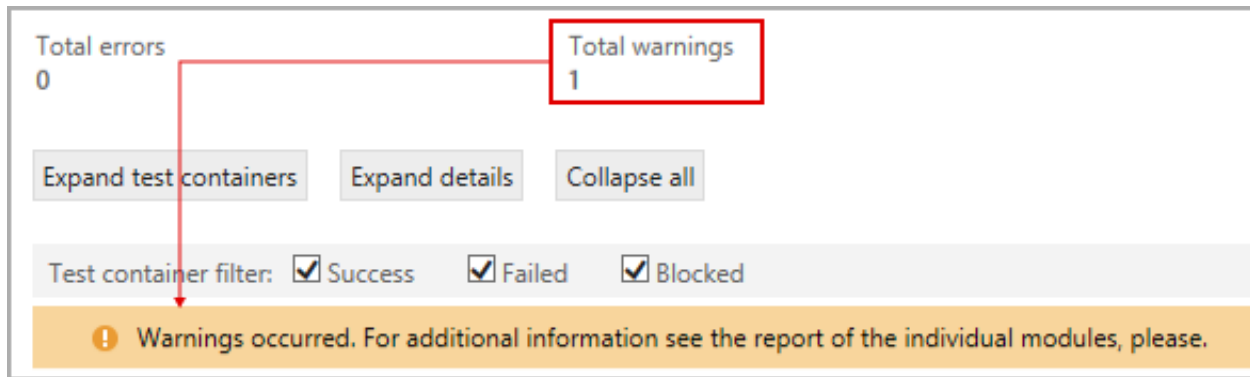 Total errors Total warnings
0 1
Expand test containers Expand details Collapse all
Test container filter: Success Failed Blocked
Warnings occurred. For additional information see the report of the individual modules, please.